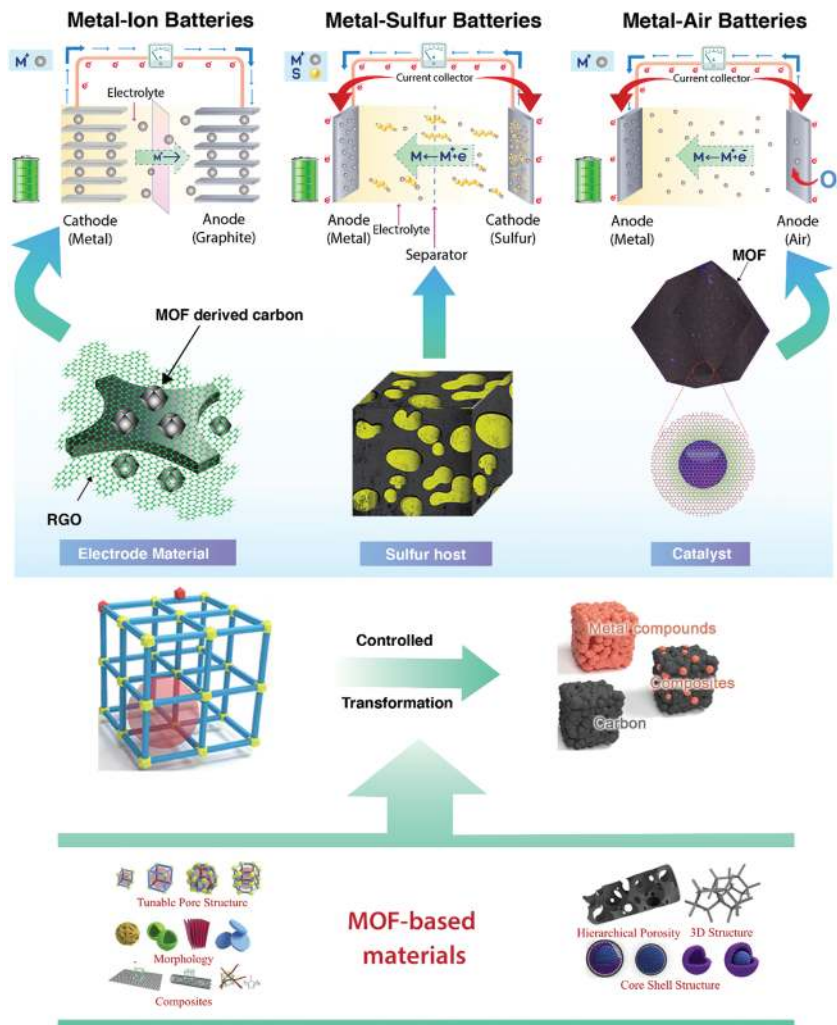 Metal-Ion Batteries
Metal-Sulfur Batteries
Metal-Air Batteries
M⁺
Electrolyte
M⁺
Cathode
(Metal)
Anode
(Graphite)
M⁺
S
Current collector
M←M⁺e⁻
Anode
(Metal)
Electrolyte
Separator
Cathode
(Sulfur)
M⁺
Current collector
M←M⁺e⁻
O
Anode
(Metal)
Anode
(Air)
MOF derived carbon
RGO
MOF
Electrode Material
Sulfur host
Catalyst
Controlled
Transformation
Metal compounds
Composites
Carbon
Tunable Pore Structure
Morphology
Composites
MOF-based
materials
Hierarchical Porosity
3D Structure
Core Shell Structure